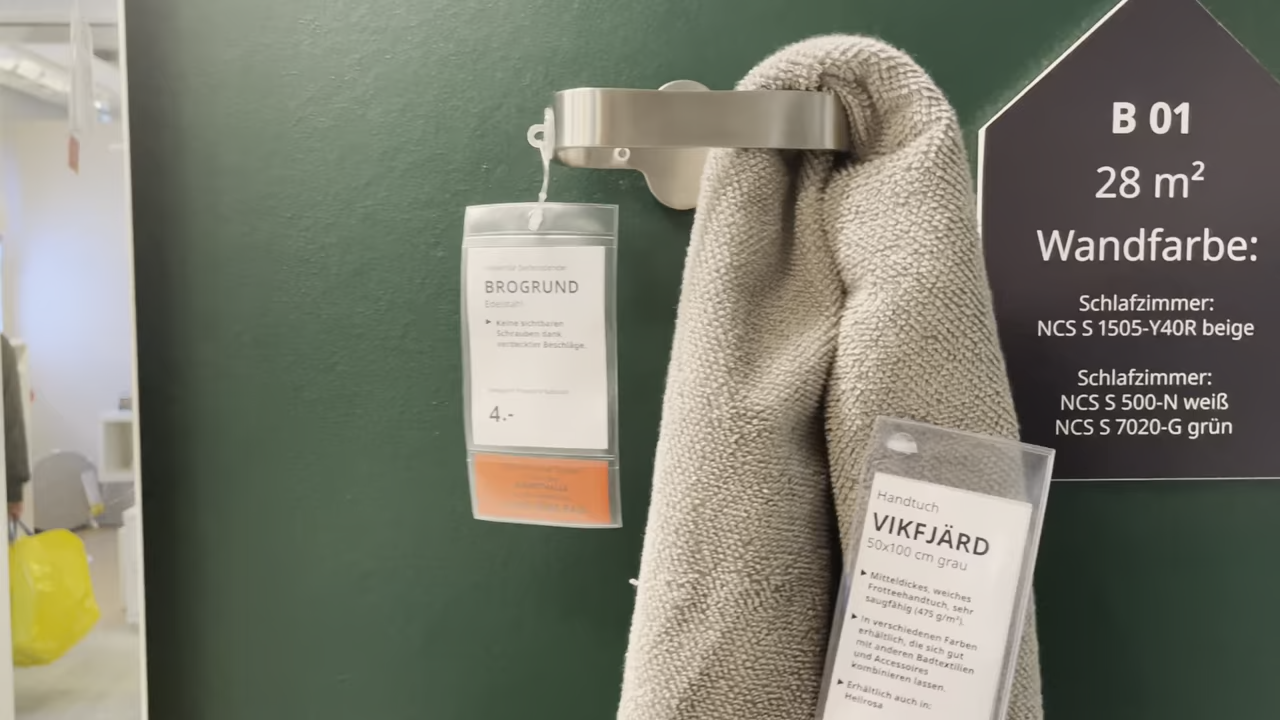 BROGRUND
Edelstahl
▸ Keine sichtbaren
Schrauben dank
verdeckter Beschläge.
4.-
B 01
28 m²
Wandfarbe:
Schlafzimmer:
NCS S 1505-Y40R beige
Schlafzimmer:
NCS S 500-N weiß
NCS S 7020-G grün
Handtuch
VIKFJÄRD
50x100 cm grau
▸ Mitteldickes, weiches
Frotteehandtuch, sehr
saugfähig (475 g/m²).
▸ In verschiedenen Farben
erhältlich, die sich gut
mit anderen Badtextilien
und Accessoires
kombinieren lassen.
▸ Erhältlich auch in:
Hellrosa